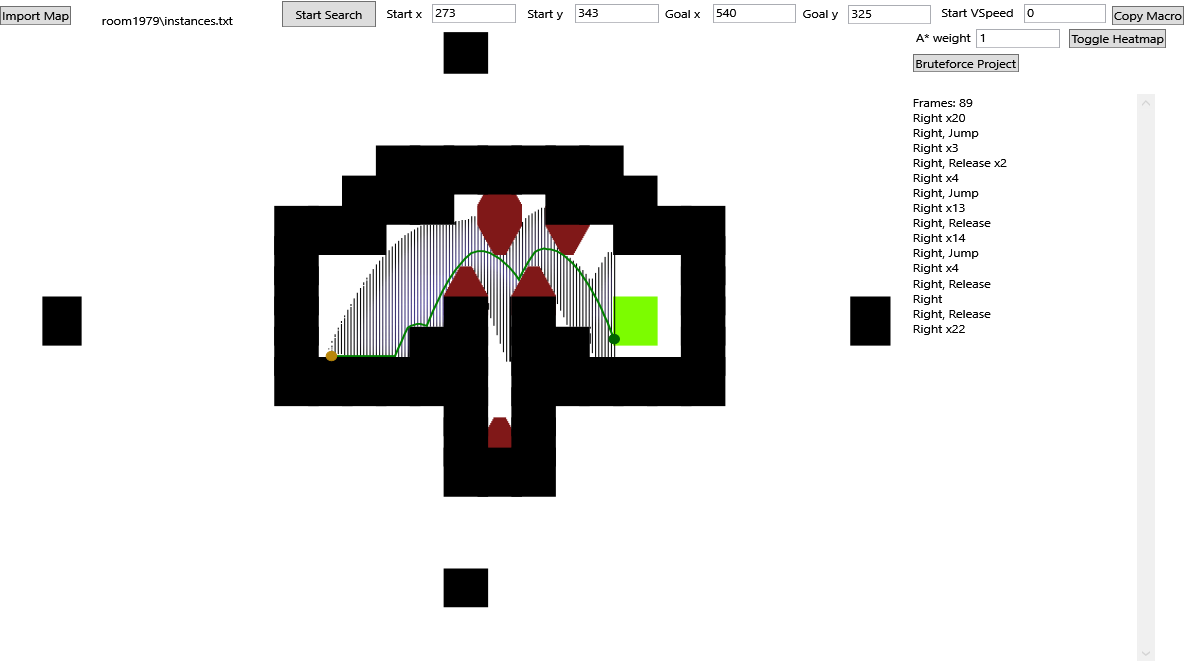 Import Map
room1979\instances.txt
Start Search
Start x 273
Start y 343
Goal x 540
Goal y 325
Start VSpeed 0
Copy Macro
A* weight 1
Toggle Heatmap
Bruteforce Project
Frames: 89
Right x20
Right, Jump
Right x3
Right, Release x2
Right x4
Right, Jump
Right x13
Right, Release
Right x14
Right, Jump
Right x4
Right, Release
Right
Right, Release
Right x22